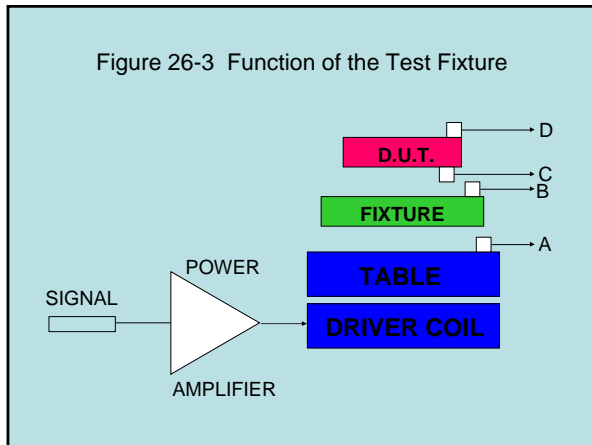 Figure 26-3  Function of the Test Fixture
D
D.U.T.
C
B
FIXTURE
A
POWER
TABLE
SIGNAL
DRIVER COIL
AMPLIFIER